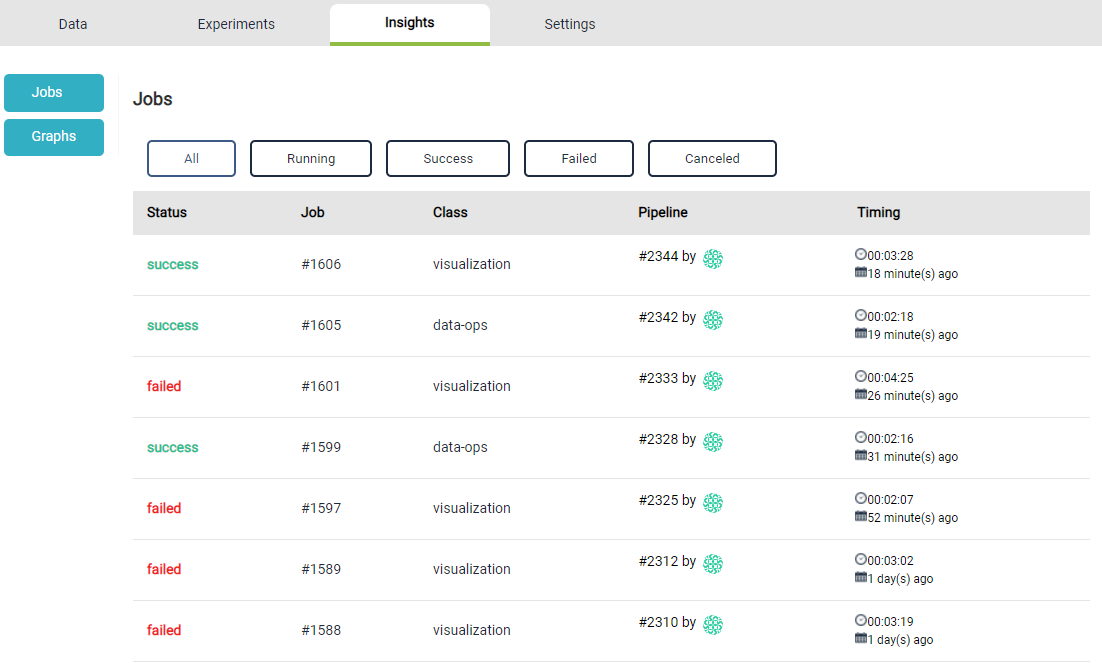 Data Experiments Insights Settings
Jobs
Graphs
Jobs
All Running Success Failed Canceled
Status Job Class Pipeline Timing
success #1606 visualization #2344 by 00:03:28
18 minute(s) ago
success #1605 data-ops #2342 by 00:02:18
19 minute(s) ago
failed #1601 visualization #2333 by 00:04:25
26 minute(s) ago
success #1599 data-ops #2328 by 00:02:16
31 minute(s) ago
failed #1597 visualization #2325 by 00:02:07
52 minute(s) ago
failed #1589 visualization #2312 by 00:03:02
1 day(s) ago
failed #1588 visualization #2310 by 00:03:19
1 day(s) ago